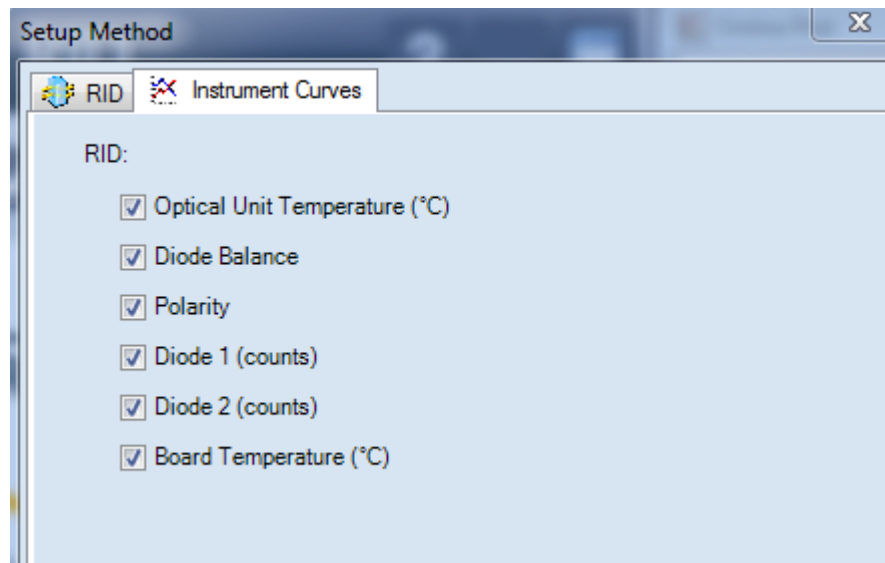 Setup Method
RID
Instrument Curves
RID:
Optical Unit Temperature (°C)
Diode Balance
Polarity
Diode 1 (counts)
Diode 2 (counts)
Board Temperature (°C)